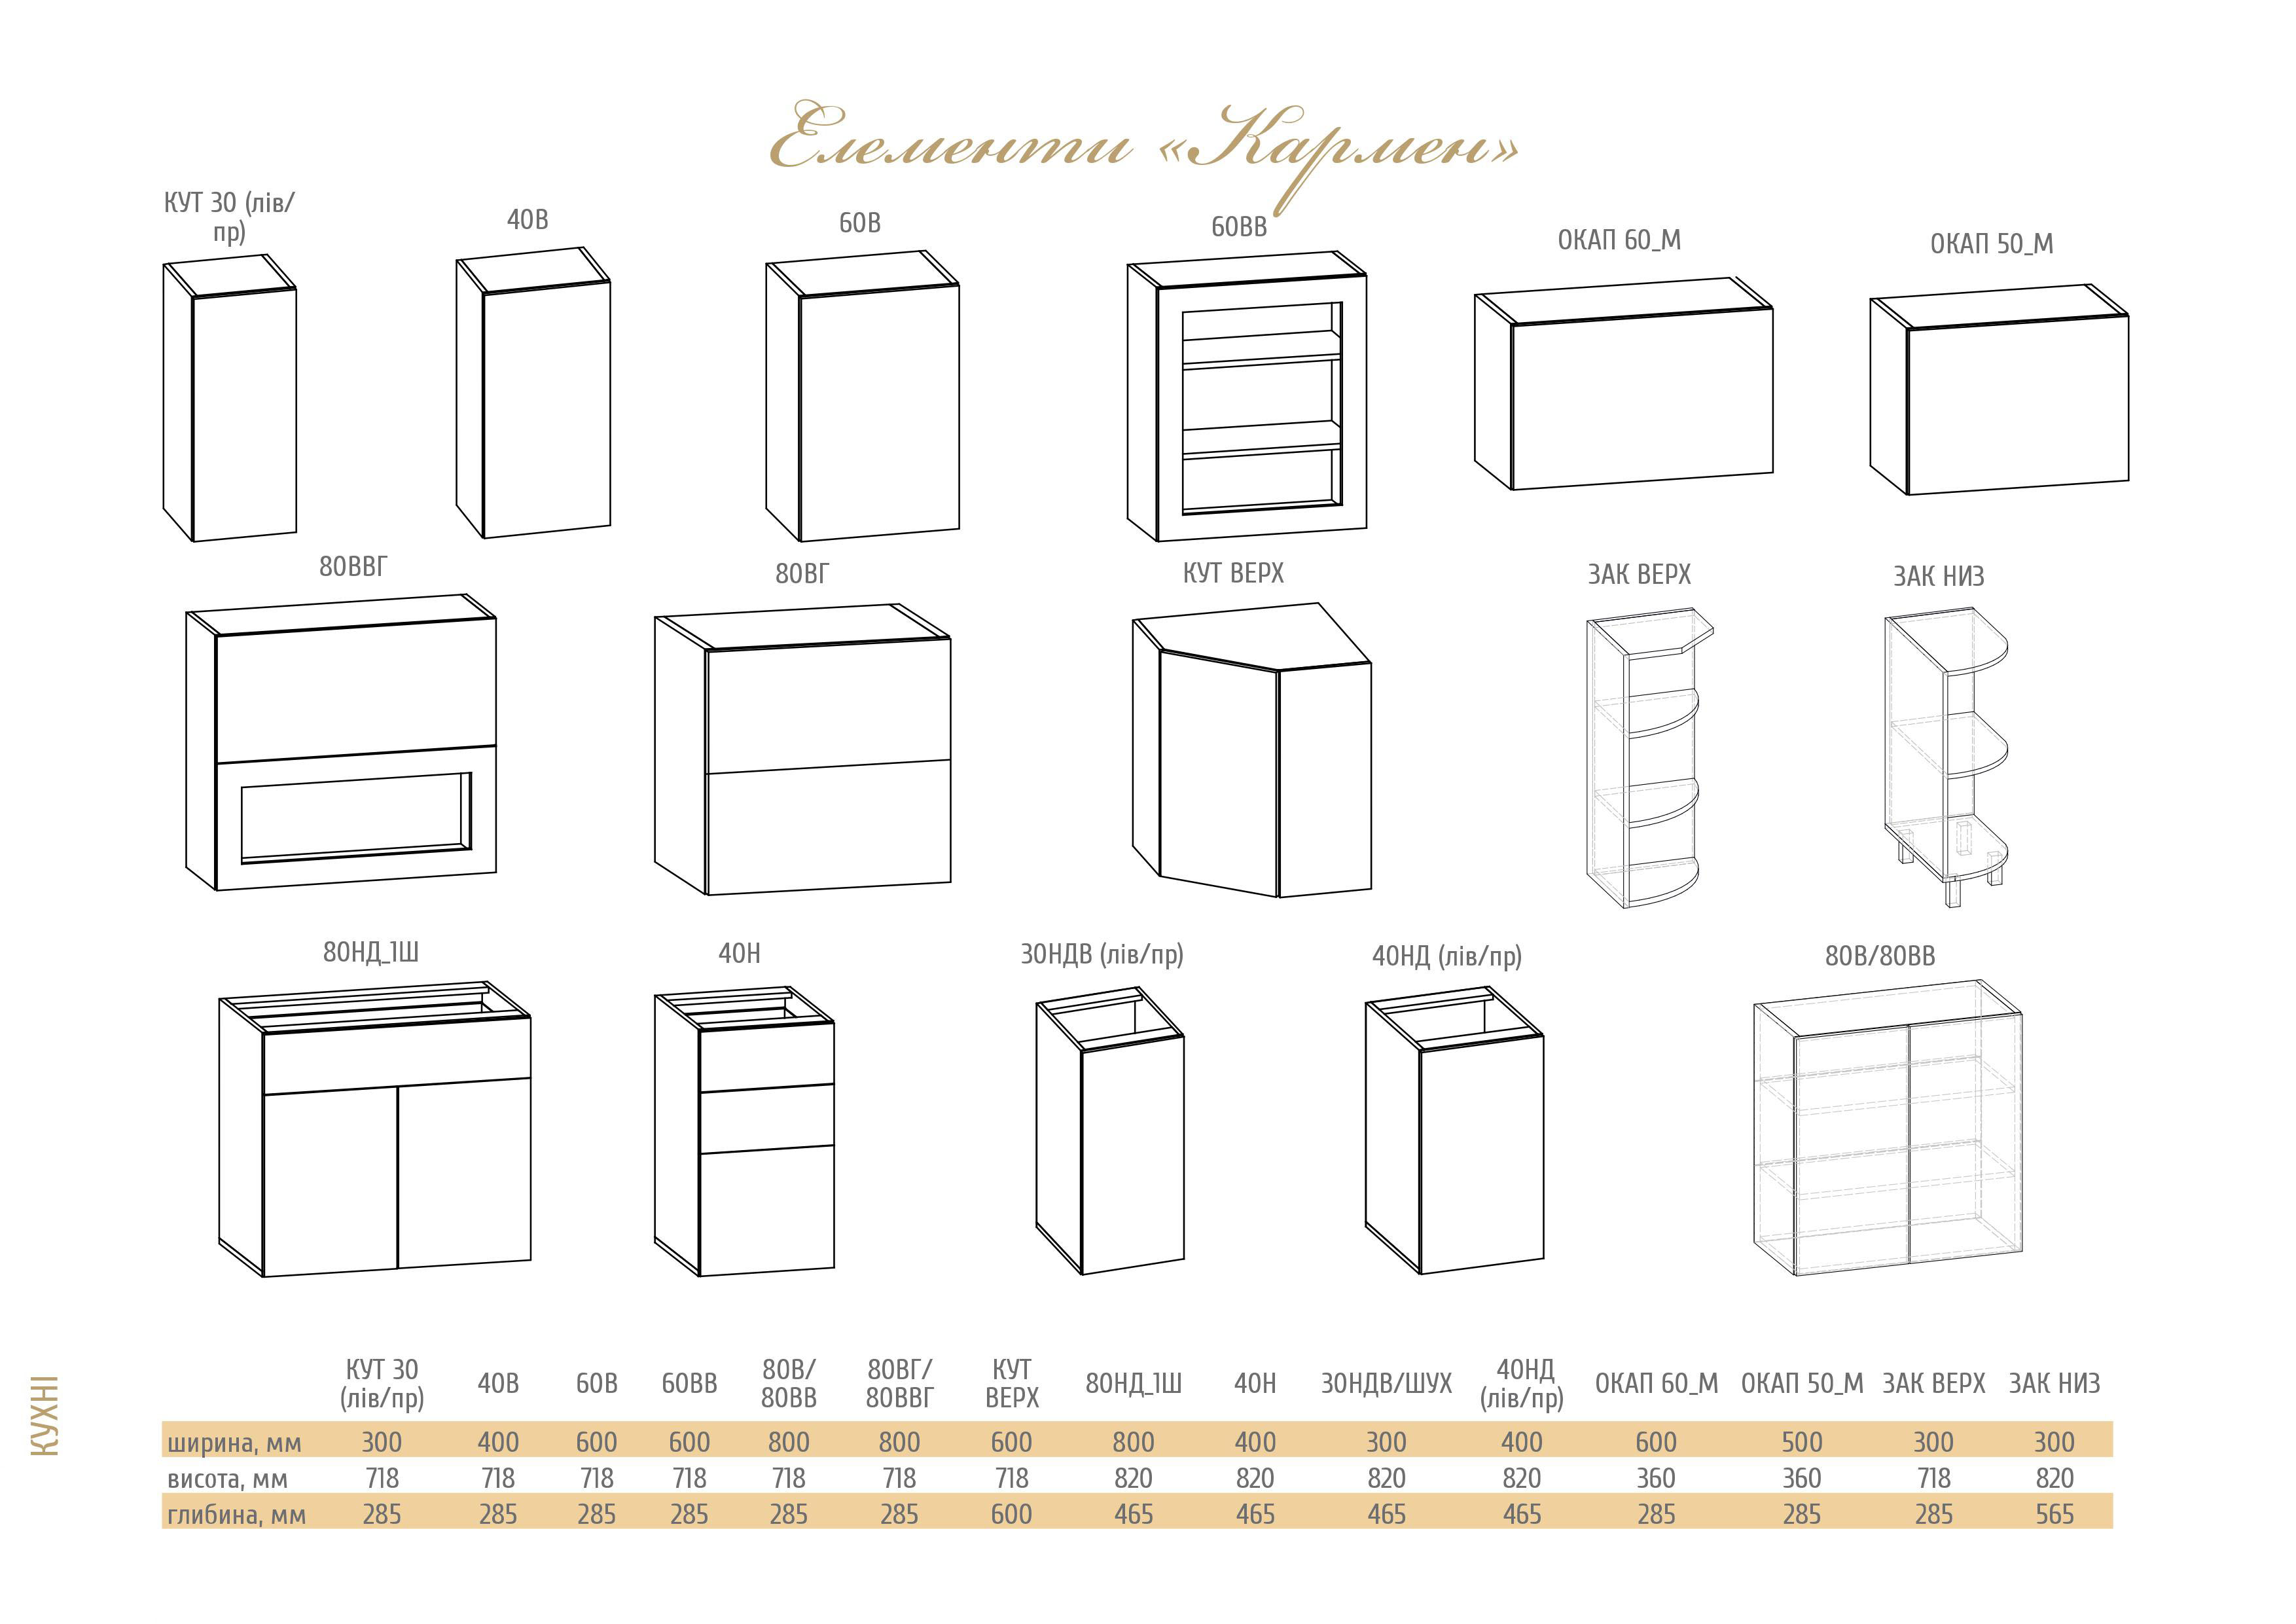 Елементи «Кармен»
КУТ 30 (лів/
пр)
40В
60В
60ВВ
ОКАП 60_М
ОКАП 50_М
80ВВГ
80ВГ
КУТ ВЕРХ
ЗАК ВЕРХ
ЗАК НИЗ
80НД_1Ш
40Н
30НДВ (лів/пр)
40НД (лів/пр)
80В/80ВВ
КУХНІ
КУТ 30 (лів/пр) 40В 60В 60ВВ 80В/80ВВ 80ВГ/80ВВГ КУТ ВЕРХ 80НД_1Ш 40Н 30НДВ/ШУХ 40НД (лів/пр) ОКАП 60_М ОКАП 50_М ЗАК ВЕРХ ЗАК НИЗ
ширина, мм 300 400 600 600 800 800 600 800 400 300 400 600 500 300 300
висота, мм 718 718 718 718 718 718 718 820 820 820 820 360 360 718 820
глибина, мм 285 285 285 285 285 285 600 465 465 465 465 285 285 285 565